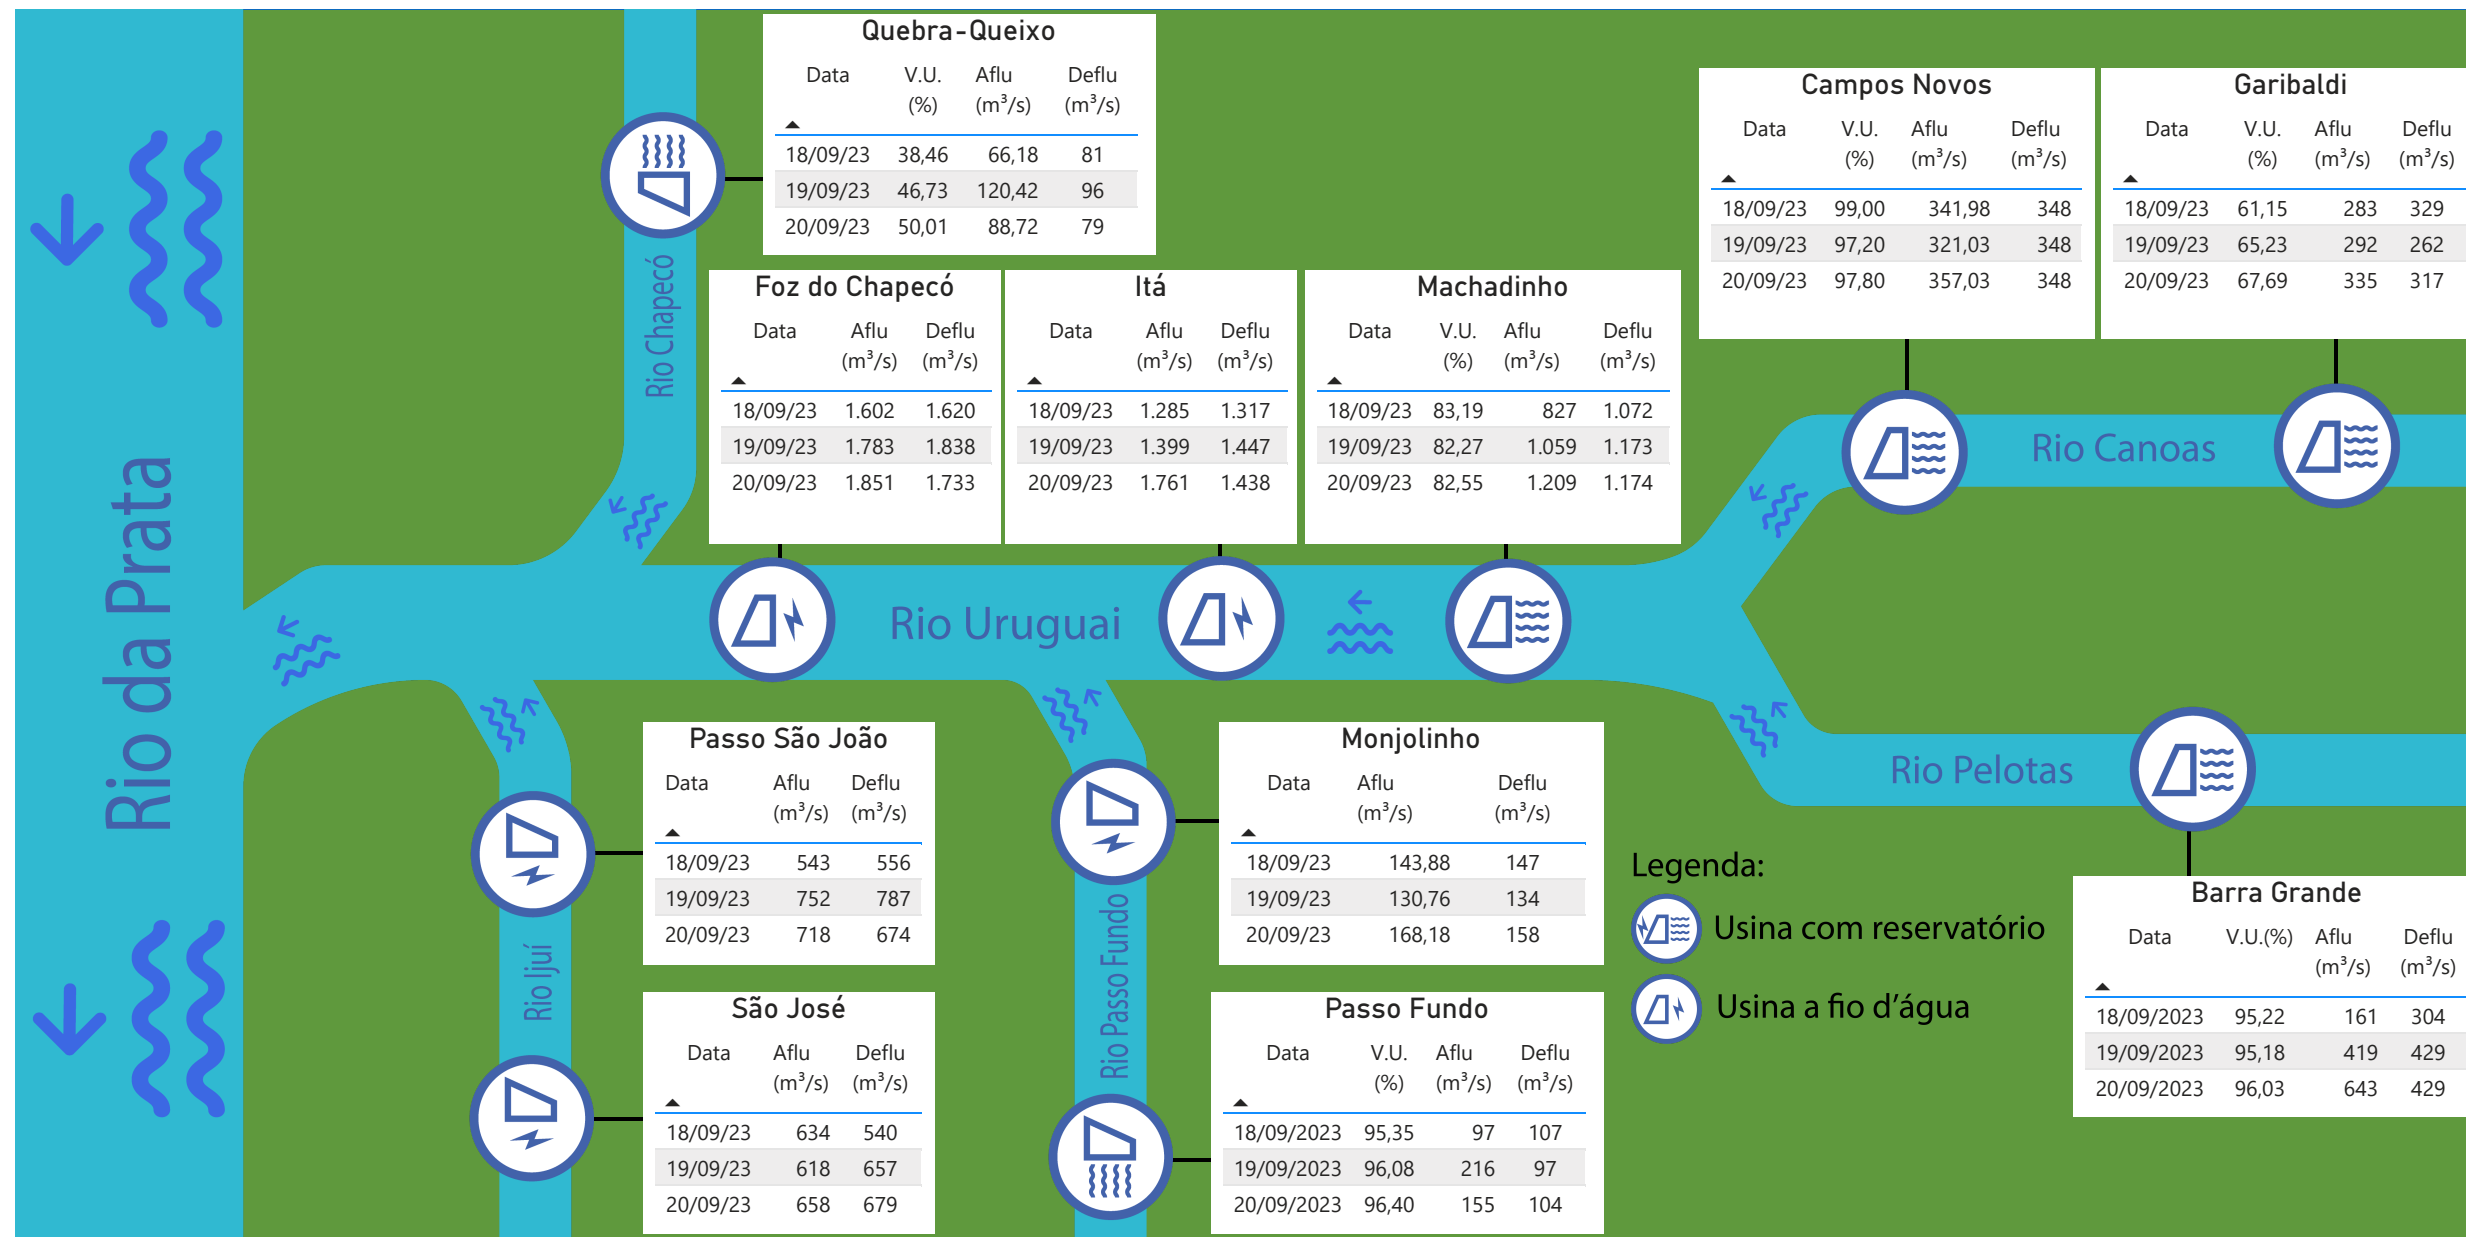 Quebra-Queixo
Data V.U. (%) Aflu (m³/s) Deflu (m³/s)
18/09/23 38,46 66,18 81
19/09/23 46,73 120,42 96
20/09/23 50,01 88,72 79
Campos Novos
Data V.U. (%) Aflu (m³/s) Deflu (m³/s)
18/09/23 99,00 341,98 348
19/09/23 97,20 321,03 348
20/09/23 97,80 357,03 348
Garibaldi
Data V.U. (%) Aflu (m³/s) Deflu (m³/s)
18/09/23 61,15 283 329
19/09/23 65,23 292 262
20/09/23 67,69 335 317
Rio Chapecó
Foz do Chapecó
Data Aflu (m³/s) Deflu (m³/s)
18/09/23 1.602 1.620
19/09/23 1.783 1.838
20/09/23 1.851 1.733
Itá
Data Aflu (m³/s) Deflu (m³/s)
18/09/23 1.285 1.317
19/09/23 1.399 1.447
20/09/23 1.761 1.438
Machadinho
Data V.U. (%) Aflu (m³/s) Deflu (m³/s)
18/09/23 83,19 827 1.072
19/09/23 82,27 1.059 1.173
20/09/23 82,55 1.209 1.174
Rio Canoas
Rio da Prata
Rio Uruguai
Rio Pelotas
Passo São João
Data Aflu (m³/s) Deflu (m³/s)
18/09/23 543 556
19/09/23 752 787
20/09/23 718 674
Monjolinho
Data Aflu (m³/s) Deflu (m³/s)
18/09/23 143,88 147
19/09/23 130,76 134
20/09/23 168,18 158
Legenda:
Usina com reservatório
Usina a fio d’água
Rio Ijuí
Rio Passo Fundo
Barra Grande
Data V.U.(%) Aflu (m³/s) Deflu (m³/s)
18/09/2023 95,22 161 304
19/09/2023 95,18 419 429
20/09/2023 96,03 643 429
São José
Data Aflu (m³/s) Deflu (m³/s)
18/09/23 634 540
19/09/23 618 657
20/09/23 658 679
Passo Fundo
Data V.U. (%) Aflu (m³/s) Deflu (m³/s)
18/09/2023 95,35 97 107
19/09/2023 96,08 216 97
20/09/2023 96,40 155 104